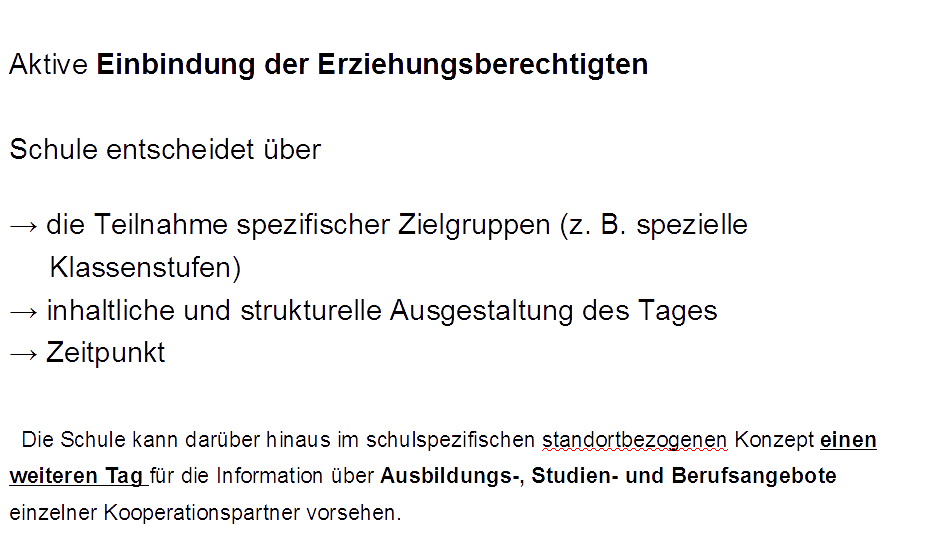 Aktive Einbindung der Erziehungsberechtigten
Schule entscheidet über
→ die Teilnahme spezifischer Zielgruppen (z. B. spezielle
Klassenstufen)
→ inhaltliche und strukturelle Ausgestaltung des Tages
→ Zeitpunkt
Die Schule kann darüber hinaus im schulspezifischen standortbezogenen Konzept einen
weiteren Tag für die Information über Ausbildungs-, Studien- und Berufsangebote
einzelner Kooperationspartner vorsehen.